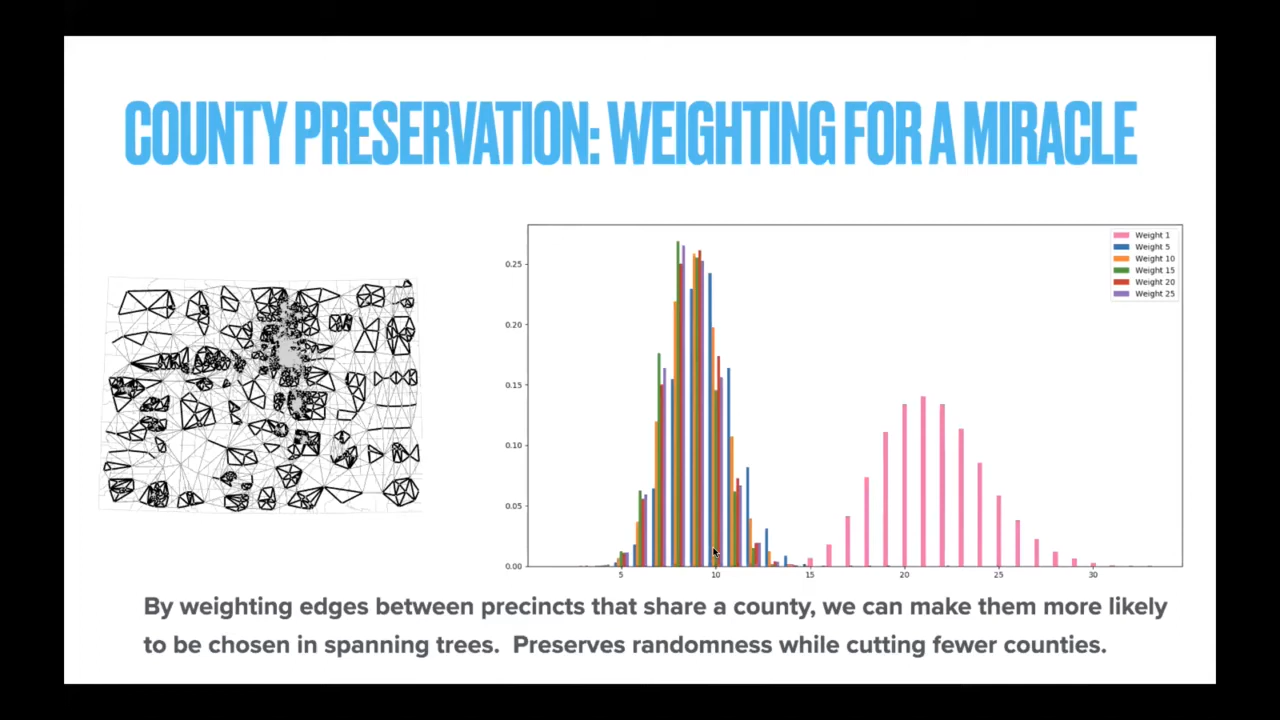 COUNTY PRESERVATION: WEIGHTING FOR A MIRACLE
Weight 1
Weight 5
Weight 10
Weight 15
Weight 20
Weight 25
0.25
0.20
0.15
0.10
0.05
0.00
5 10 15 20 25 30
By weighting edges between precincts that share a county, we can make them more likely
to be chosen in spanning trees. Preserves randomness while cutting fewer counties.